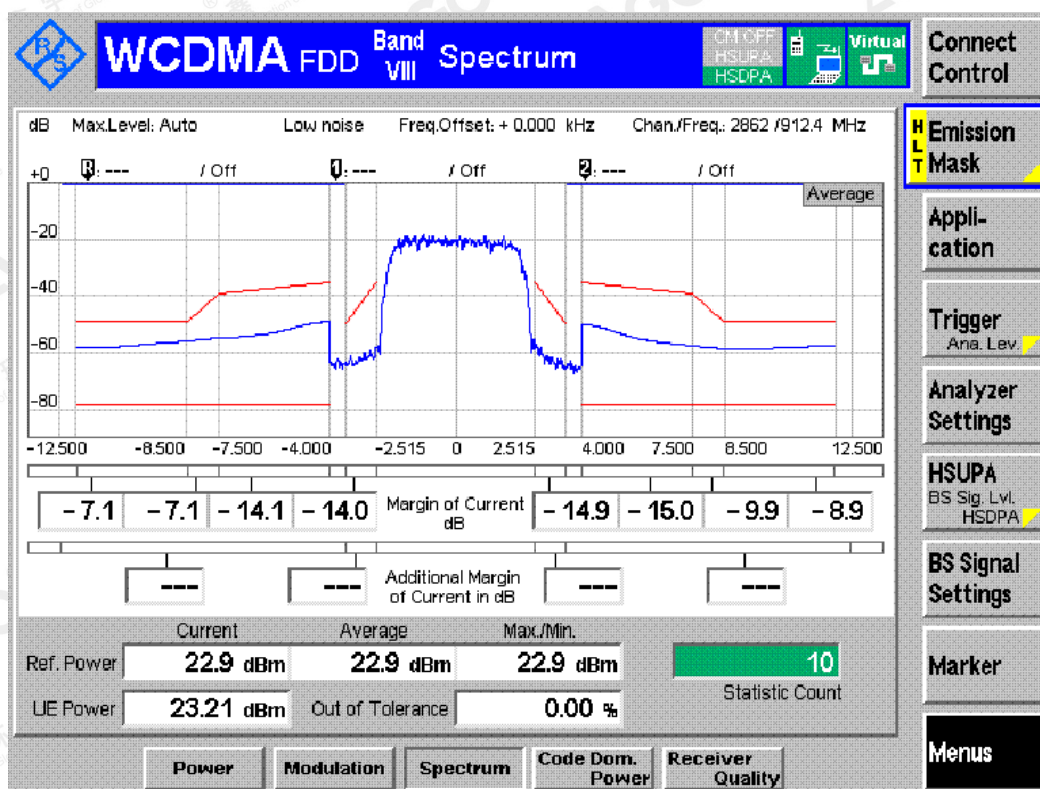 R&S
WCDMA FDD Band VIII Spectrum
CM OFF
HSUPA
HSDPA
Virtual
Connect Control
dB Max.Level: Auto Low noise Freq.Offset: + 0.000 kHz Chan./Freq.: 2862 /912.4 MHz
R: --- / Off 1: --- / Off 2: --- / Off
Average
+0
-20
-40
-60
-80
-12.500 -8.500 -7.500 -4.000 -2.515 0 2.515 4.000 7.500 8.500 12.500
-7.1 -7.1 -14.1 -14.0 Margin of Current dB -14.9 -15.0 -9.9 -8.9
--- --- Additional Margin of Current in dB --- ---
Current Average Max./Min.
Ref. Power 22.9 dBm 22.9 dBm 22.9 dBm 10
Statistic Count
UE Power 23.21 dBm Out of Tolerance 0.00 %
HLT
Emission Mask
Appli-
cation
Trigger
Ana. Lev.
Analyzer
Settings
HSUPA
BS Sig. Lvl.
HSDPA
BS Signal
Settings
Marker
Menus
Power Modulation Spectrum Code Dom. Power Receiver Quality